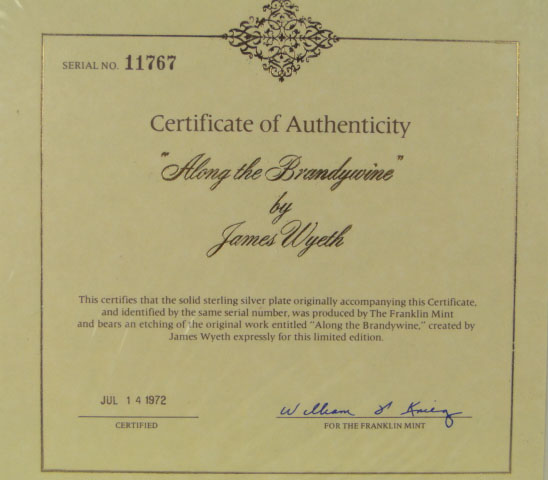 SERIAL NO. 11767
Certificate of Authenticity
"Along the Brandywine"
by
James Wyeth
This certifies that the solid sterling silver plate originally accompanying this Certificate,
and identified by the same serial number, was produced by The Franklin Mint
and bears an etching of the original work entitled "Along the Brandywine," created by
James Wyeth expressly for this limited edition.
JUL 14 1972
CERTIFIED
William
FOR THE FRANKLIN MINT